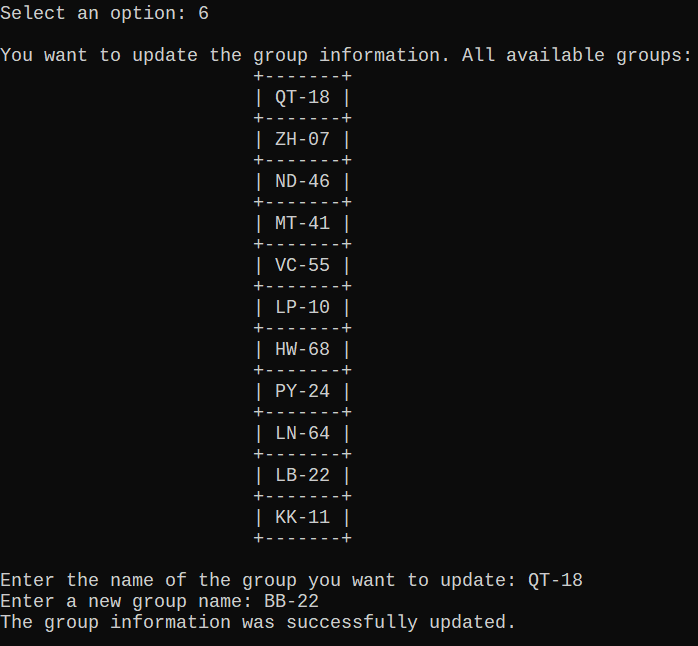 Select an option: 6
You want to update the group information. All available groups:
+-------+
| QT-18 |
+-------+
| ZH-07 |
+-------+
| ND-46 |
+-------+
| MT-41 |
+-------+
| VC-55 |
+-------+
| LP-10 |
+-------+
| HW-68 |
+-------+
| PY-24 |
+-------+
| LN-64 |
+-------+
| LB-22 |
+-------+
| KK-11 |
+-------+
Enter the name of the group you want to update: QT-18
Enter a new group name: BB-22
The group information was successfully updated.